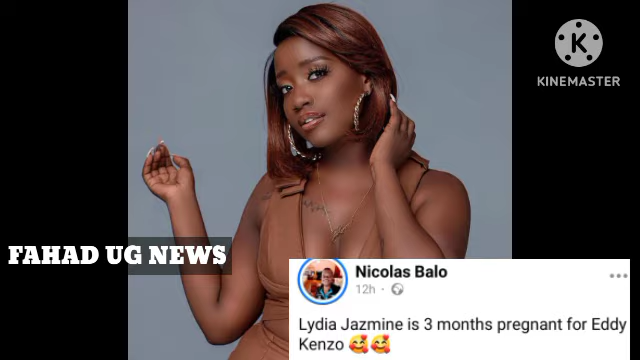 KINEMASTER
FAHAD UG NEWS
Nicolas Balo
12h
Lydia Jazmine is 3 months pregnant for Eddy
Kenzo 🥰🥰